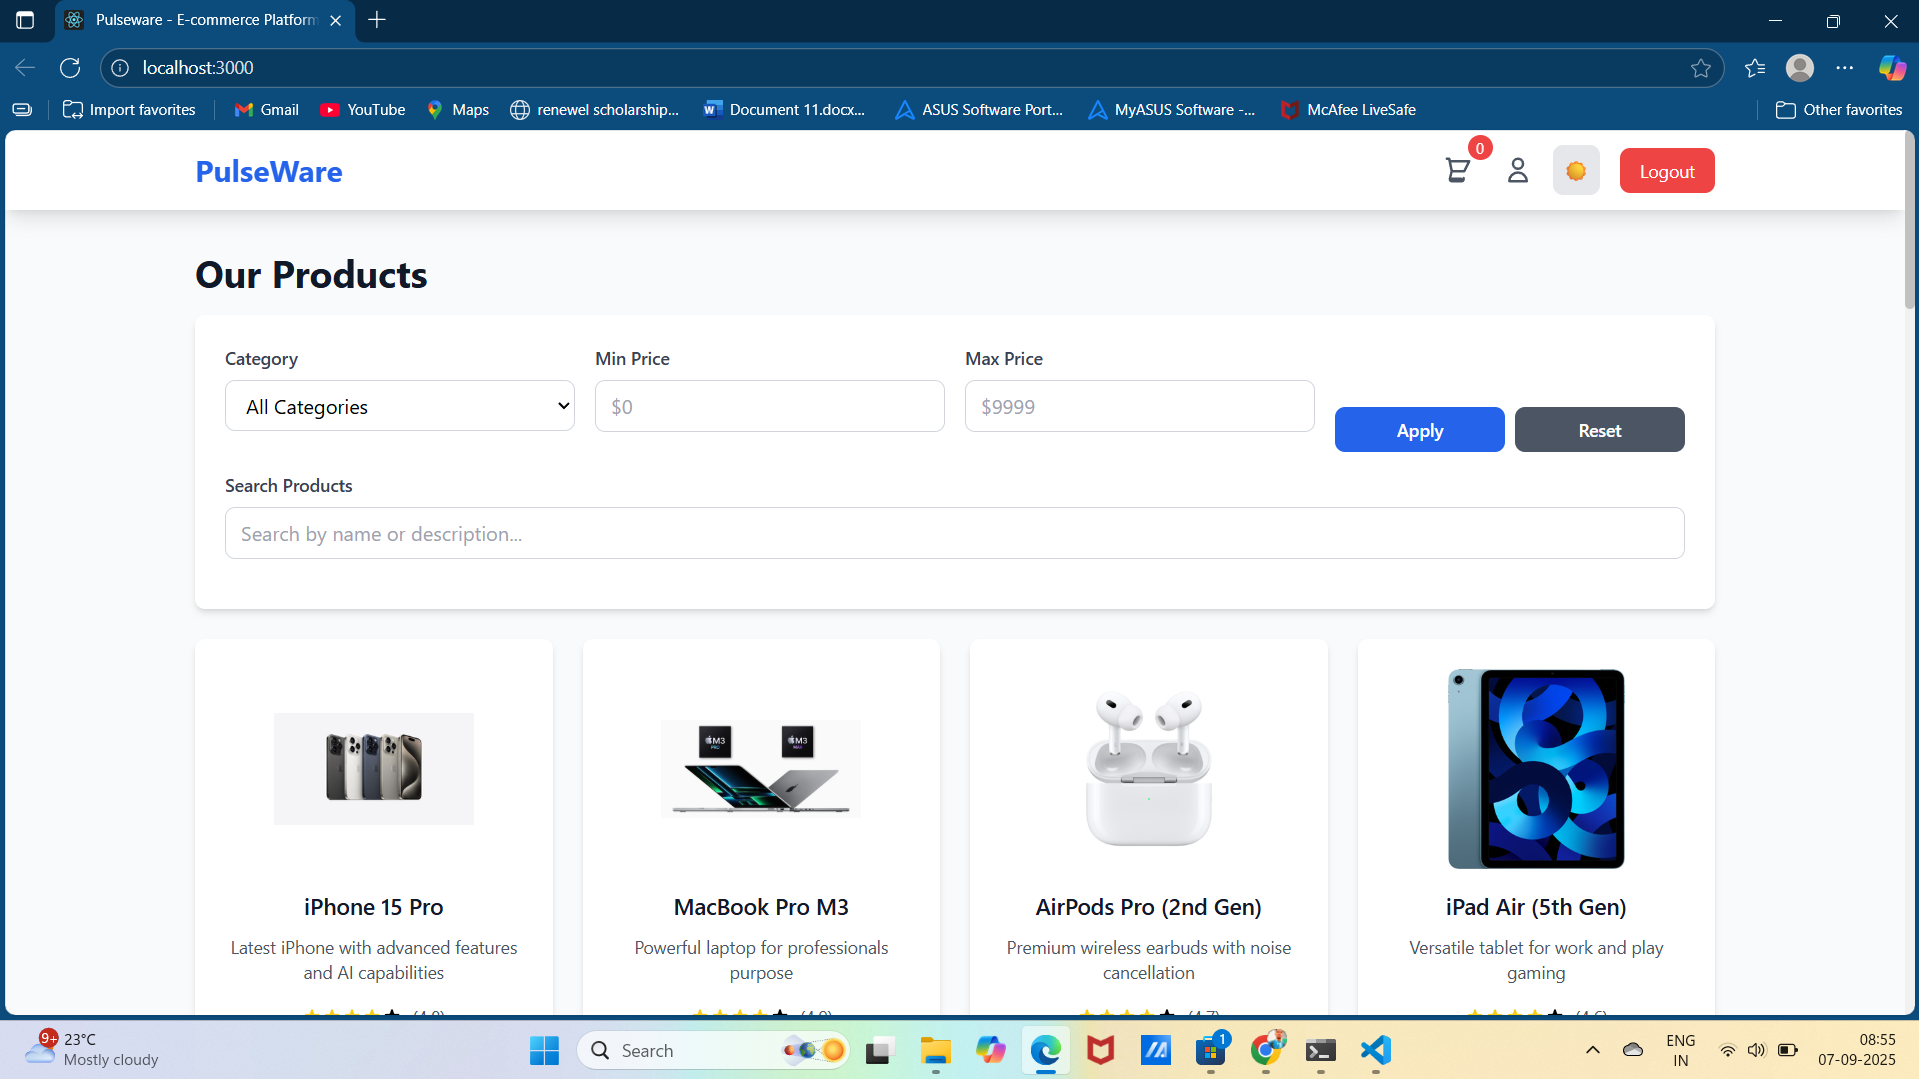 Pulseware - E-commerce Platform
localhost:3000
Import favorites
Gmail
YouTube
Maps
renewel scholarship...
Document 11.docx...
ASUS Software Port...
MyASUS Software -...
McAfee LiveSafe
Other favorites
PulseWare
0
Logout
Our Products
Category
Min Price
Max Price
All Categories
$0
$9999
Apply
Reset
Search Products
Search by name or description...
M3
PRO
M3
MAX
iPhone 15 Pro
MacBook Pro M3
AirPods Pro (2nd Gen)
iPad Air (5th Gen)
Latest iPhone with advanced features
and AI capabilities
Powerful laptop for professionals
purpose
Premium wireless earbuds with noise
cancellation
Versatile tablet for work and play
gaming
9+
23°C
Mostly cloudy
Search
1
ENG
IN
08:55
07-09-2025